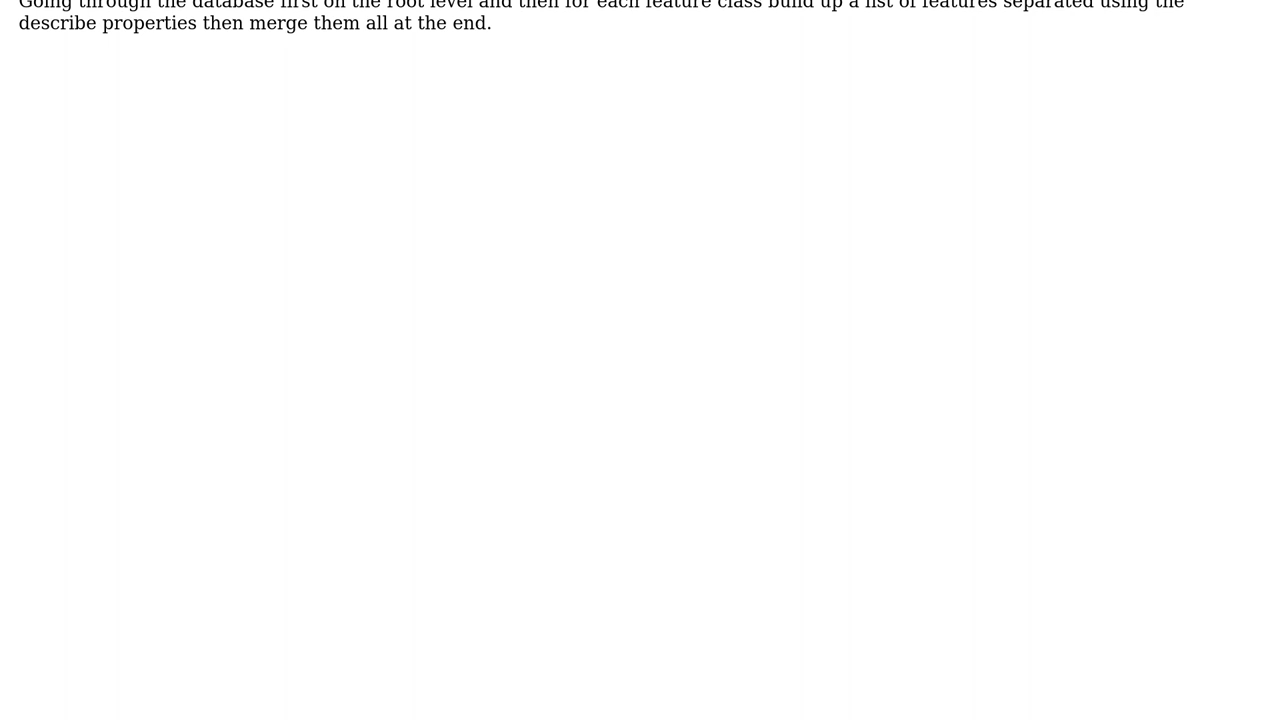 Going through the database first on the root level and then for each feature class build up a list of features separated using the
describe properties then merge them all at the end.